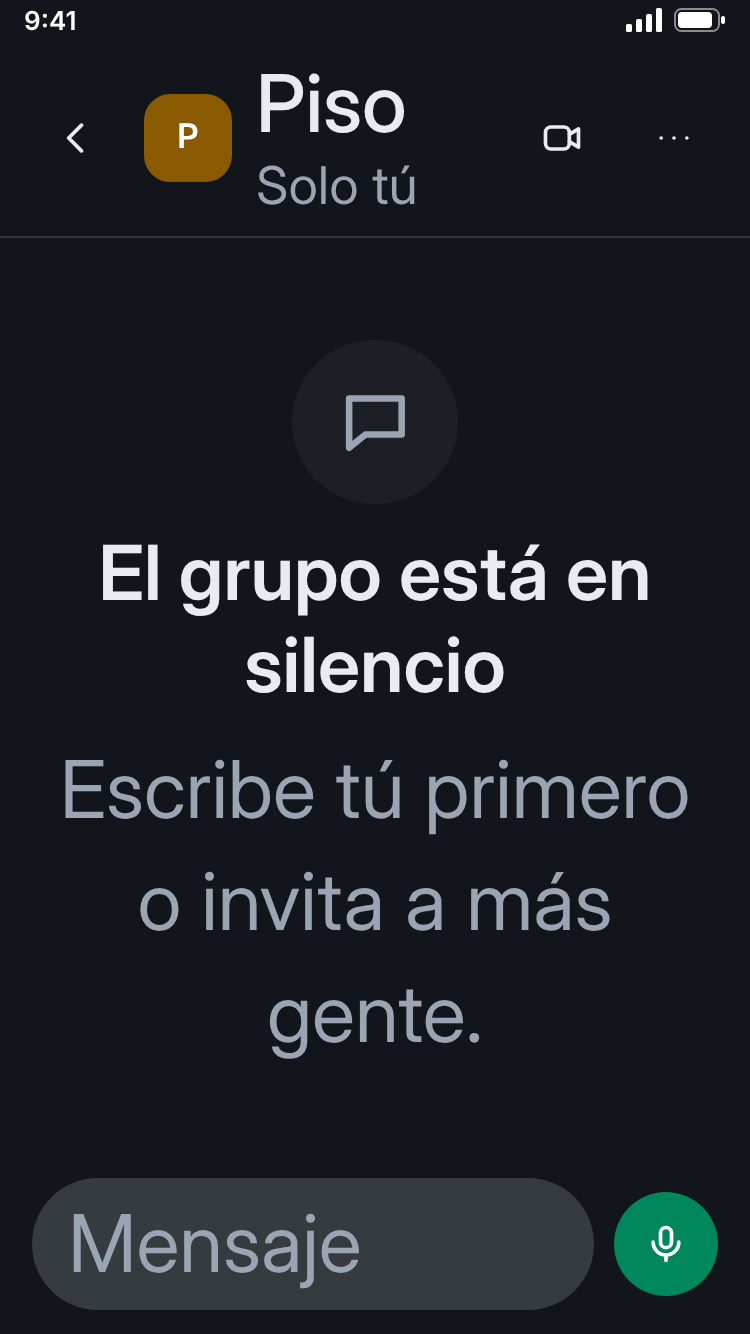 9:41
P
Piso
Solo tú
El grupo está en
silencio
Escribe tú primero
o invita a más
gente.
Mensaje